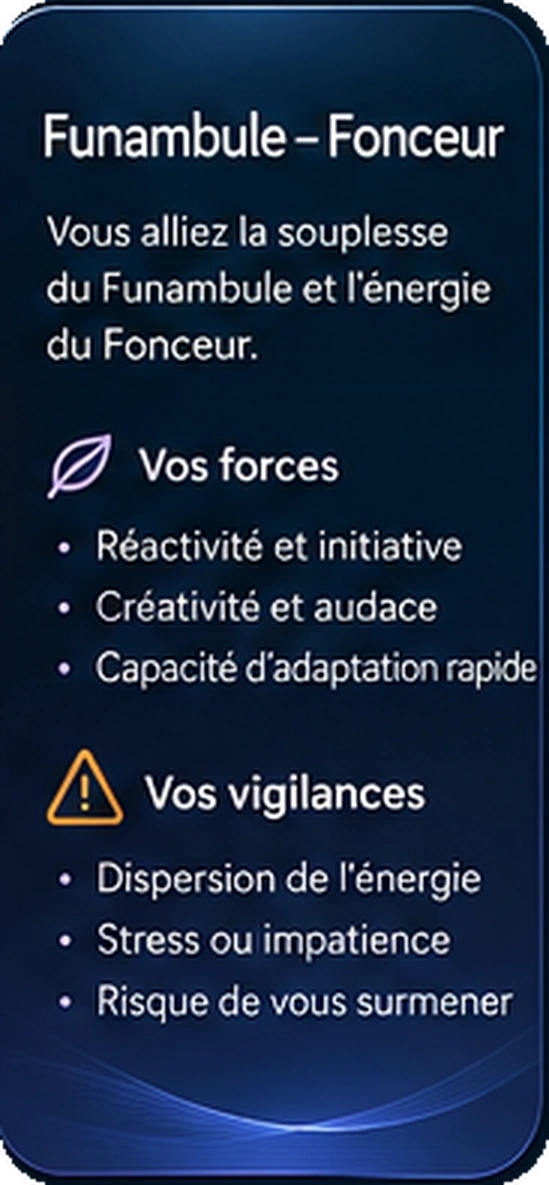 Funambule – Fonceur
Vous alliez la souplesse
du Funambule et l'énergie
du Fonceur.
Vos forces
• Réactivité et initiative
• Créativité et audace
• Capacité d'adaptation rapide
Vos vigilances
• Dispersion de l'énergie
• Stress ou impatience
• Risque de vous surmener